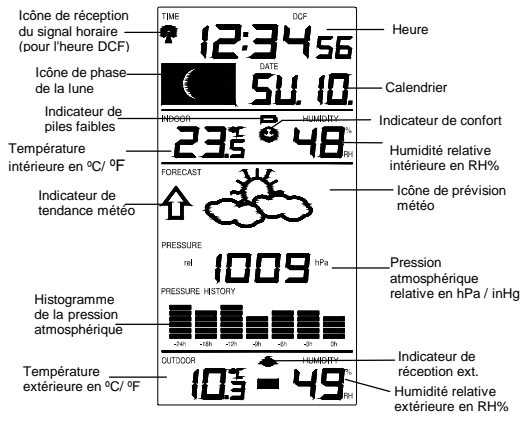 Icône de réception
du signal horaire
(pour l'heure DCF)
Icône de phase
de la lune
Indicateur de
piles faibles
Température
intérieure en ºC/ ºF
Indicateur de
tendance météo
Histogramme
de la pression
atmosphérique
Température
extérieure en ºC/ ºF
TIME DCF
12:34 56
DATE
SU. 10.
INDOOR HUMIDITY
23.5 °C 48 % RH
FORECAST
PRESSURE
rel 1009 hPa
PRESSURE HISTORY
-24h -18h -12h -9h -6h -3h 0h
OUTDOOR HUMIDITY
10.3 °C 49 % RH
Heure
Calendrier
Indicateur de confort
Humidité relative
intérieure en RH%
Icône de prévision
météo
Pression
atmosphérique
relative en hPa / inHg
Indicateur de
réception ext.
Humidité relative
extérieure en RH%